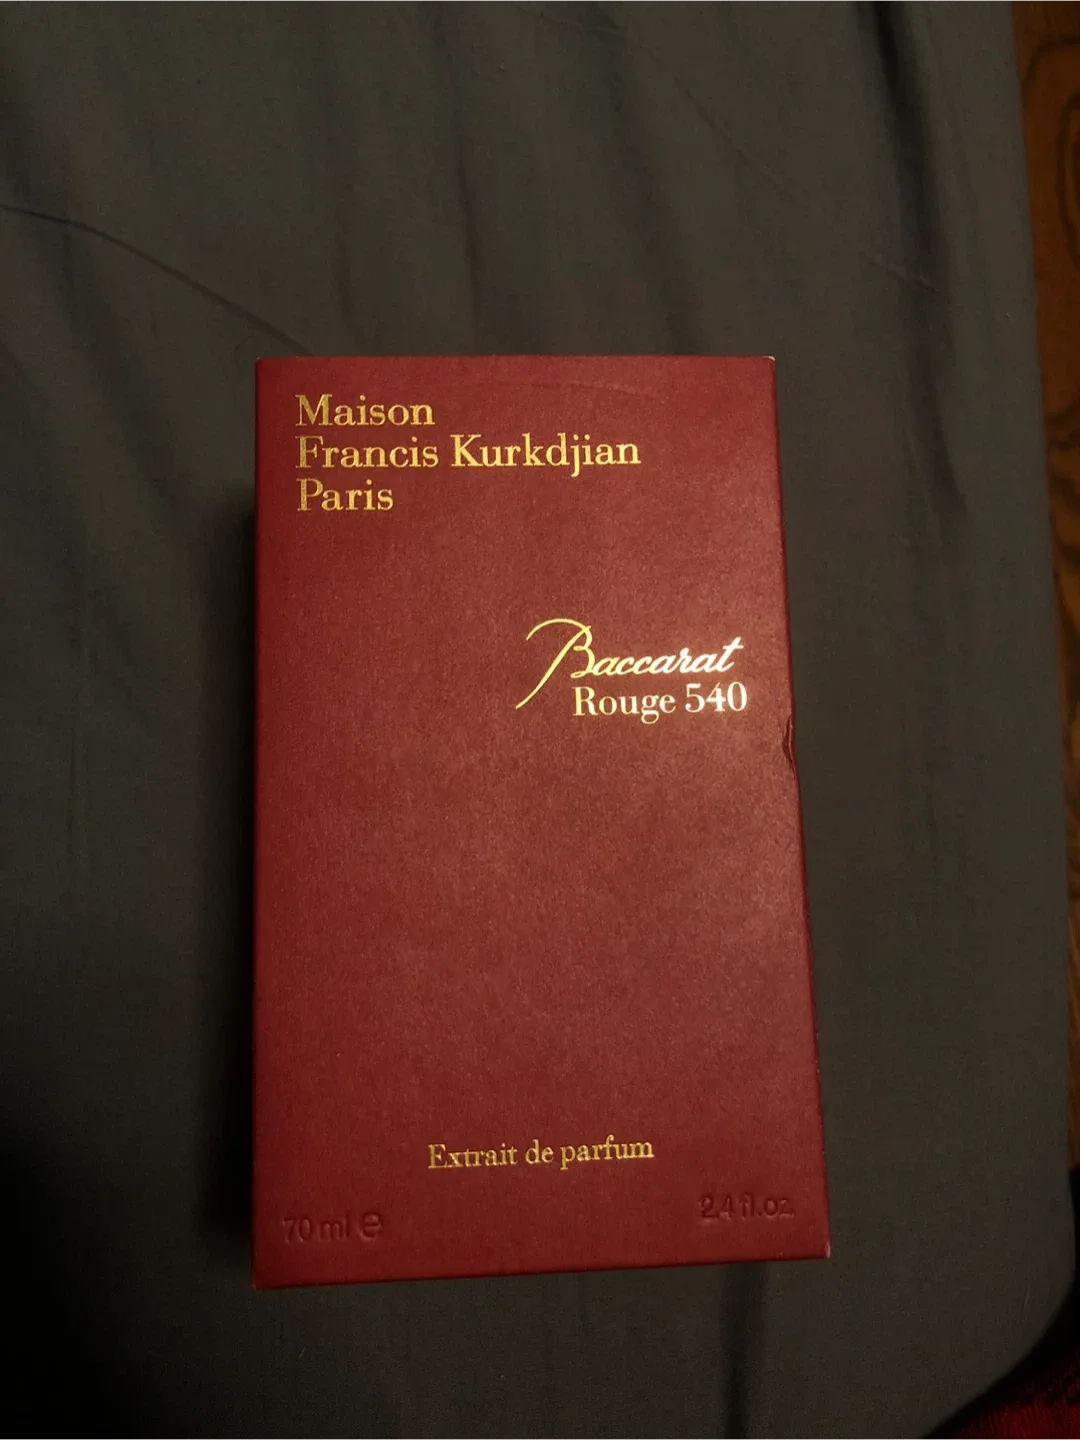 Maison
Francis Kurkdjian
Paris
Baccarat
Rouge 540
Extrait de parfum
70 ml ℮
2.4 fl.oz.